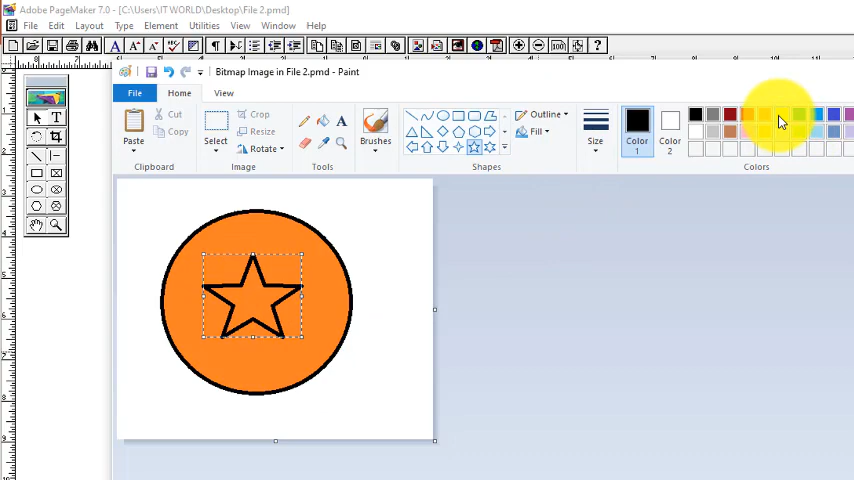 Adobe PageMaker 7.0 - [C:\Users\IT WORLD\Desktop\File 2.pmd]
File Edit Layout Type Element Utilities View Window Help
Bitmap Image in File 2.pmd - Paint
File Home View
Paste Cut Copy Select Crop Resize Rotate A Brushes Outline Fill Size Color 1 Color 2
Clipboard Image Tools Shapes Colors